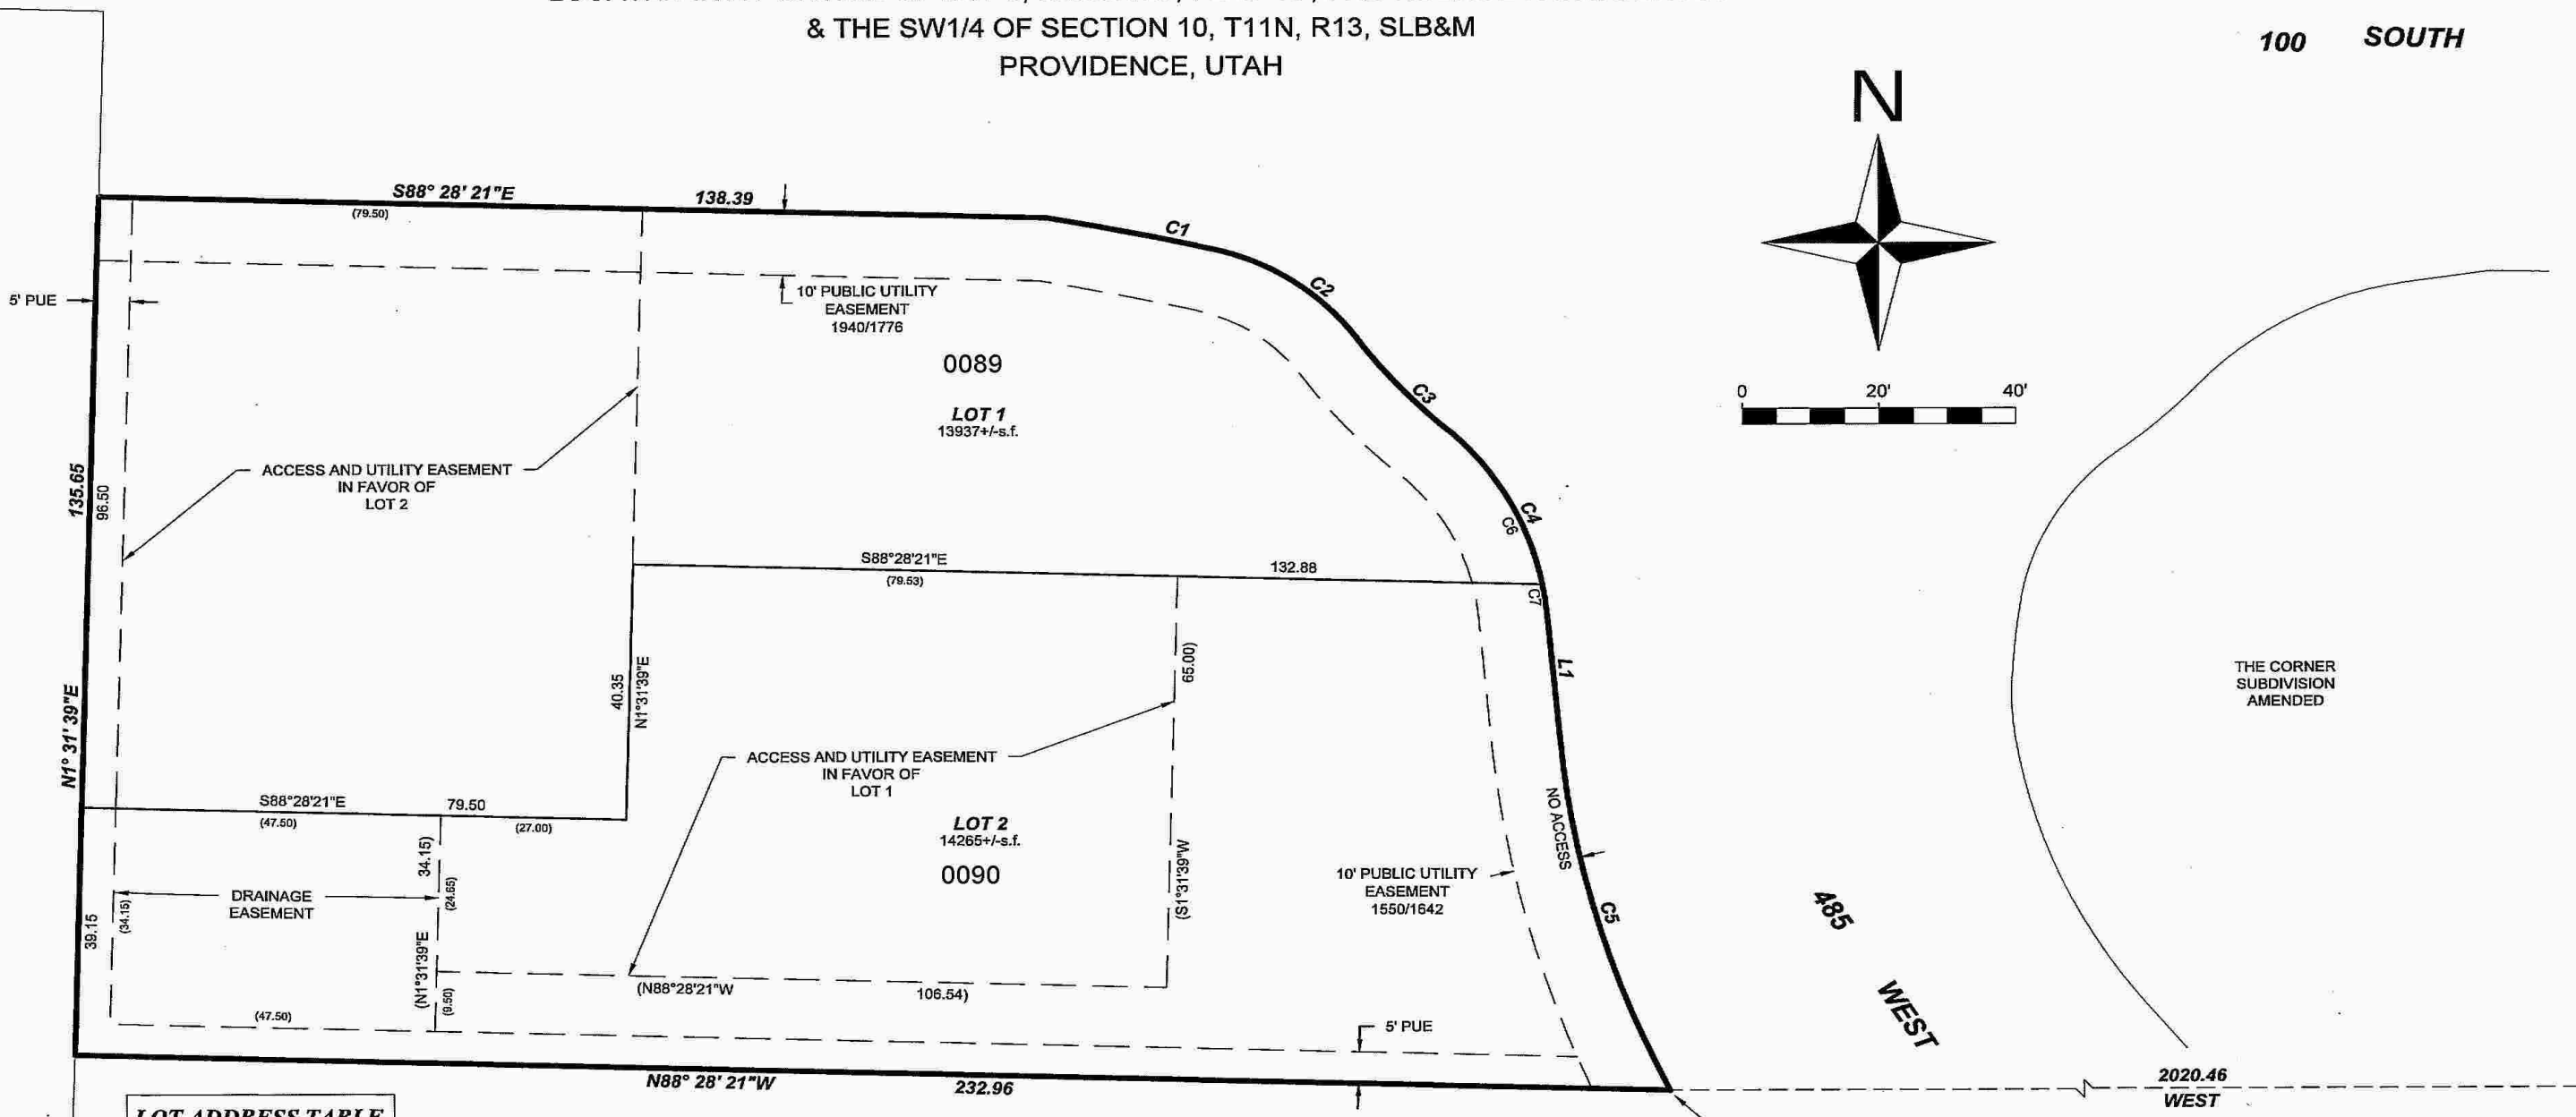 & THE SW1/4 OF SECTION 10, T11N, R13, SLB&M
PROVIDENCE, UTAH
100 SOUTH
N
S88° 28' 21"E 138.39
(79.50)
C1
C2
C3
C4
C6
C7
L1
C5
0 20' 40'
5' PUE
10' PUBLIC UTILITY
EASEMENT
1940/1776
0089
LOT 1
13937+/-s.f.
135.65
96.50
N1° 31' 39"E
ACCESS AND UTILITY EASEMENT
IN FAVOR OF
LOT 2
S88°28'21"E 132.88
(79.53)
40.35
N1°31'39"E
65.00)
(S1°31'39"W
THE CORNER
SUBDIVISION
AMENDED
ACCESS AND UTILITY EASEMENT
IN FAVOR OF
LOT 1
S88°28'21"E 79.50
(47.50) (27.00)
LOT 2
14265+/-s.f.
0090
NO ACCESS
10' PUBLIC UTILITY
EASEMENT
1550/1642
34.15)
(24.65)
DRAINAGE
EASEMENT
39.15
(34.15)
(N1°31'39"E
(9.50)
(N88°28'21"W 106.54)
(47.50)
5' PUE
485 WEST
N88° 28' 21"W 232.96
2020.46
WEST
LOT ADDRESS TABLE